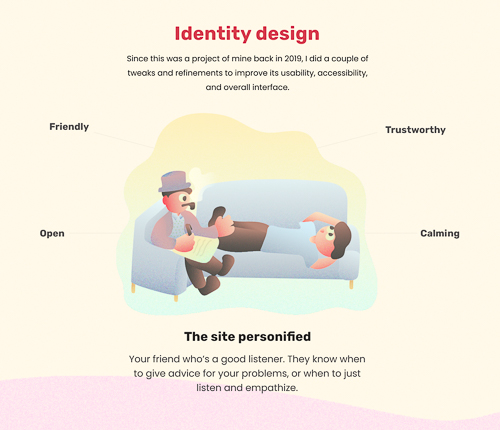 Identity design
Since this was a project of mine back in 2019, I did a couple of
tweaks and refinements to improve its usability, accessibility,
and overall interface.
Friendly
Trustworthy
Open
Calming
The site personified
Your friend who's a good listener. They know when
to give advice for your problems, or when to just
listen and empathize.